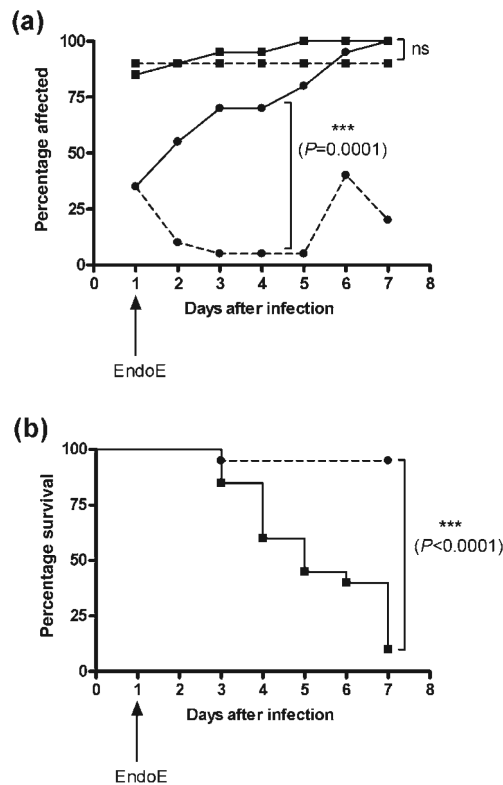 (a)
100
75
50
25
0
Percentage affected
ns
***
(P=0.0001)
0 1 2 3 4 5 6 7 8
Days after infection
EndoE
(b)
100
75
50
25
0
Percentage survival
***
(P<0.0001)
0 1 2 3 4 5 6 7 8
Days after infection
EndoE